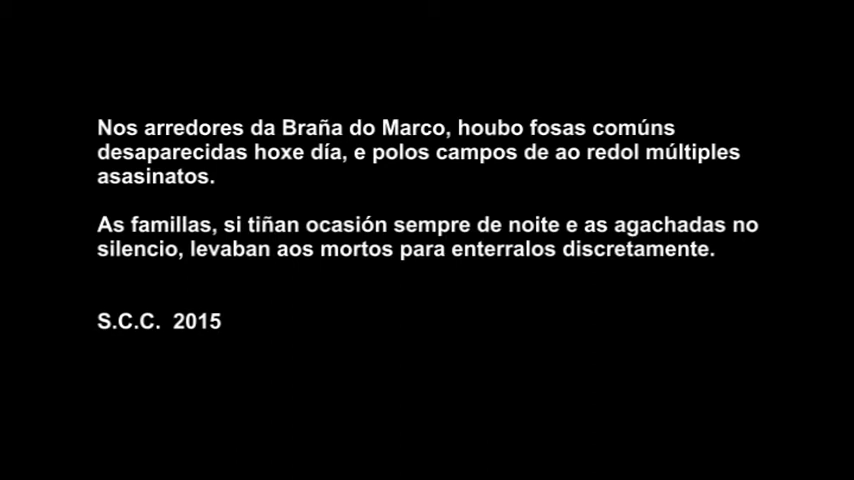 Nos arredores da Braña do Marco, houbo fosas comúns
desaparecidas hoxe día, e polos campos de ao redol múltiples
asasinatos.
As famillas, si tiñan ocasión sempre de noite e as agachadas no
silencio, levaban aos mortos para enterralos discretamente.
S.C.C. 2015